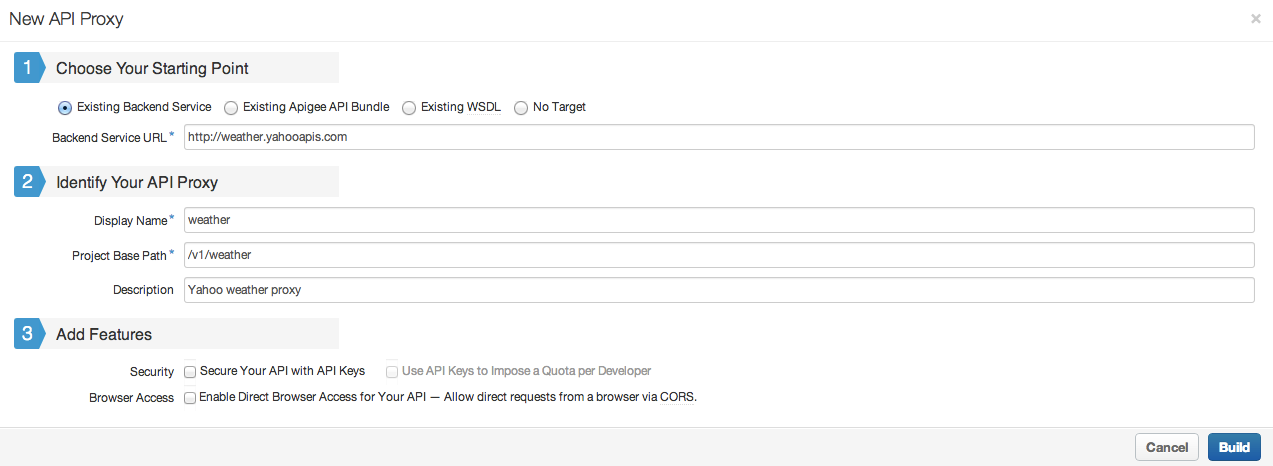 New API Proxy ×
1 Choose Your Starting Point
Existing Backend Service Existing Apigee API Bundle Existing WSDL No Target
Backend Service URL * http://weather.yahooapis.com
2 Identify Your API Proxy
Display Name * weather
Project Base Path * /v1/weather
Description Yahoo weather proxy
3 Add Features
Security Secure Your API with API Keys Use API Keys to Impose a Quota per Developer
Browser Access Enable Direct Browser Access for Your API — Allow direct requests from a browser via CORS.
Cancel Build